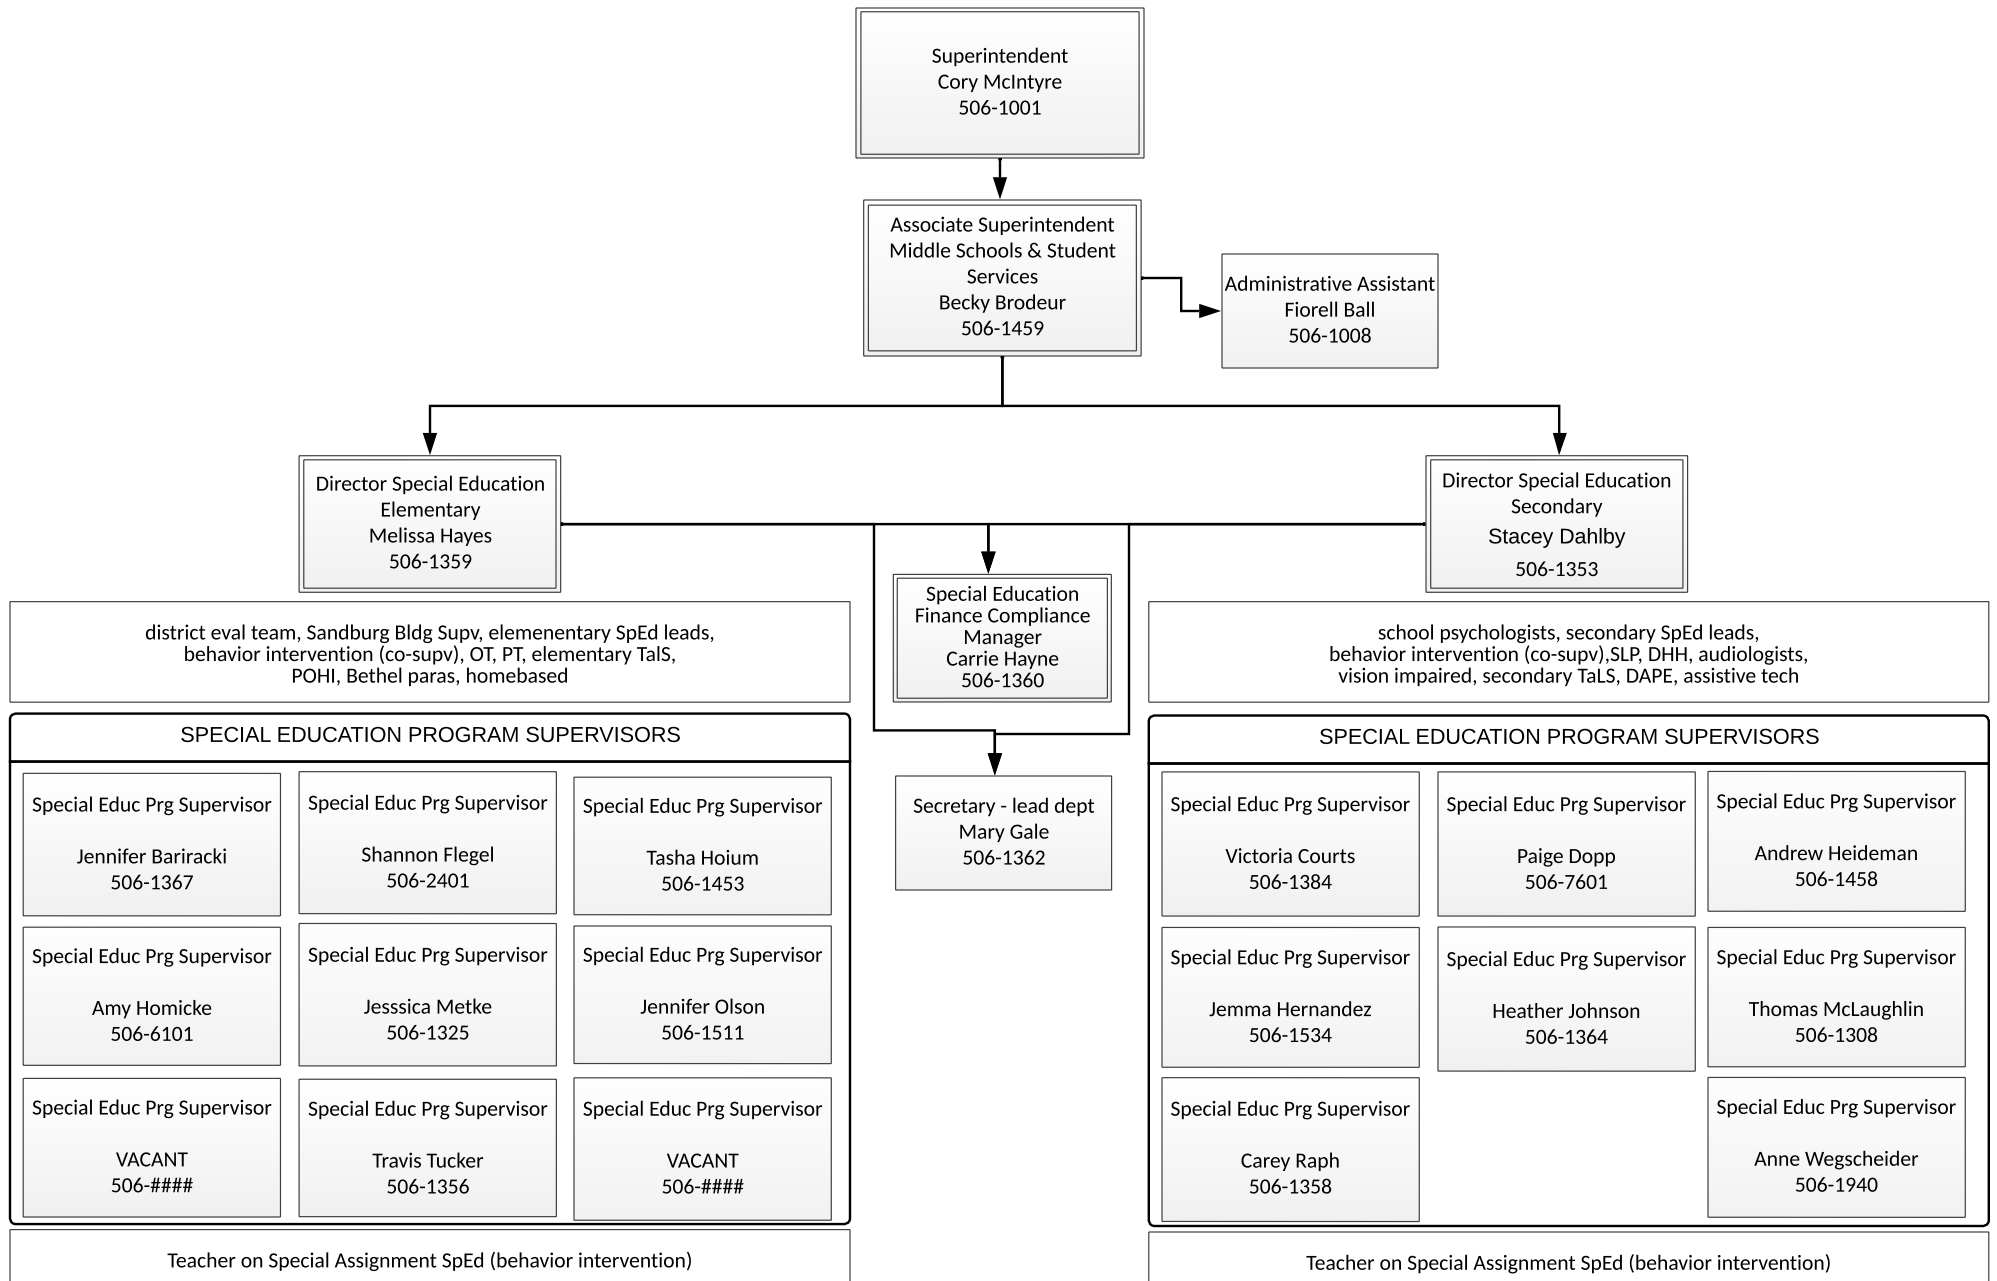 Superintendent
Cory McIntyre
506-1001
Associate Superintendent
Middle Schools & Student
Services
Becky Brodeur
506-1459
Administrative Assistant
Fiorell Ball
506-1008
Director Special Education
Elementary
Melissa Hayes
506-1359
Director Special Education
Secondary
Stacey Dahlby
506-1353
Special Education
Finance Compliance
Manager
Carrie Hayne
506-1360
district eval team, Sandburg Bldg Supv, elemenentary SpEd leads,
behavior intervention (co-supv), OT, PT, elementary TalS,
POHI, Bethel paras, homebased
school psychologists, secondary SpEd leads,
behavior intervention (co-supv),SLP, DHH, audiologists,
vision impaired, secondary TaLS, DAPE, assistive tech
Secretary - lead dept
Mary Gale
506-1362
SPECIAL EDUCATION PROGRAM SUPERVISORS
Special Educ Prg Supervisor
Jennifer Bariracki
506-1367
Special Educ Prg Supervisor
Shannon Flegel
506-2401
Special Educ Prg Supervisor
Tasha Hoium
506-1453
Special Educ Prg Supervisor
Amy Homicke
506-6101
Special Educ Prg Supervisor
Jesssica Metke
506-1325
Special Educ Prg Supervisor
Jennifer Olson
506-1511
Special Educ Prg Supervisor
VACANT
506-####
Special Educ Prg Supervisor
Travis Tucker
506-1356
Special Educ Prg Supervisor
VACANT
506-####
Teacher on Special Assignment SpEd (behavior intervention)
SPECIAL EDUCATION PROGRAM SUPERVISORS
Special Educ Prg Supervisor
Victoria Courts
506-1384
Special Educ Prg Supervisor
Paige Dopp
506-7601
Special Educ Prg Supervisor
Andrew Heideman
506-1458
Special Educ Prg Supervisor
Jemma Hernandez
506-1534
Special Educ Prg Supervisor
Heather Johnson
506-1364
Special Educ Prg Supervisor
Thomas McLaughlin
506-1308
Special Educ Prg Supervisor
Carey Raph
506-1358
Special Educ Prg Supervisor
Anne Wegscheider
506-1940
Teacher on Special Assignment SpEd (behavior intervention)